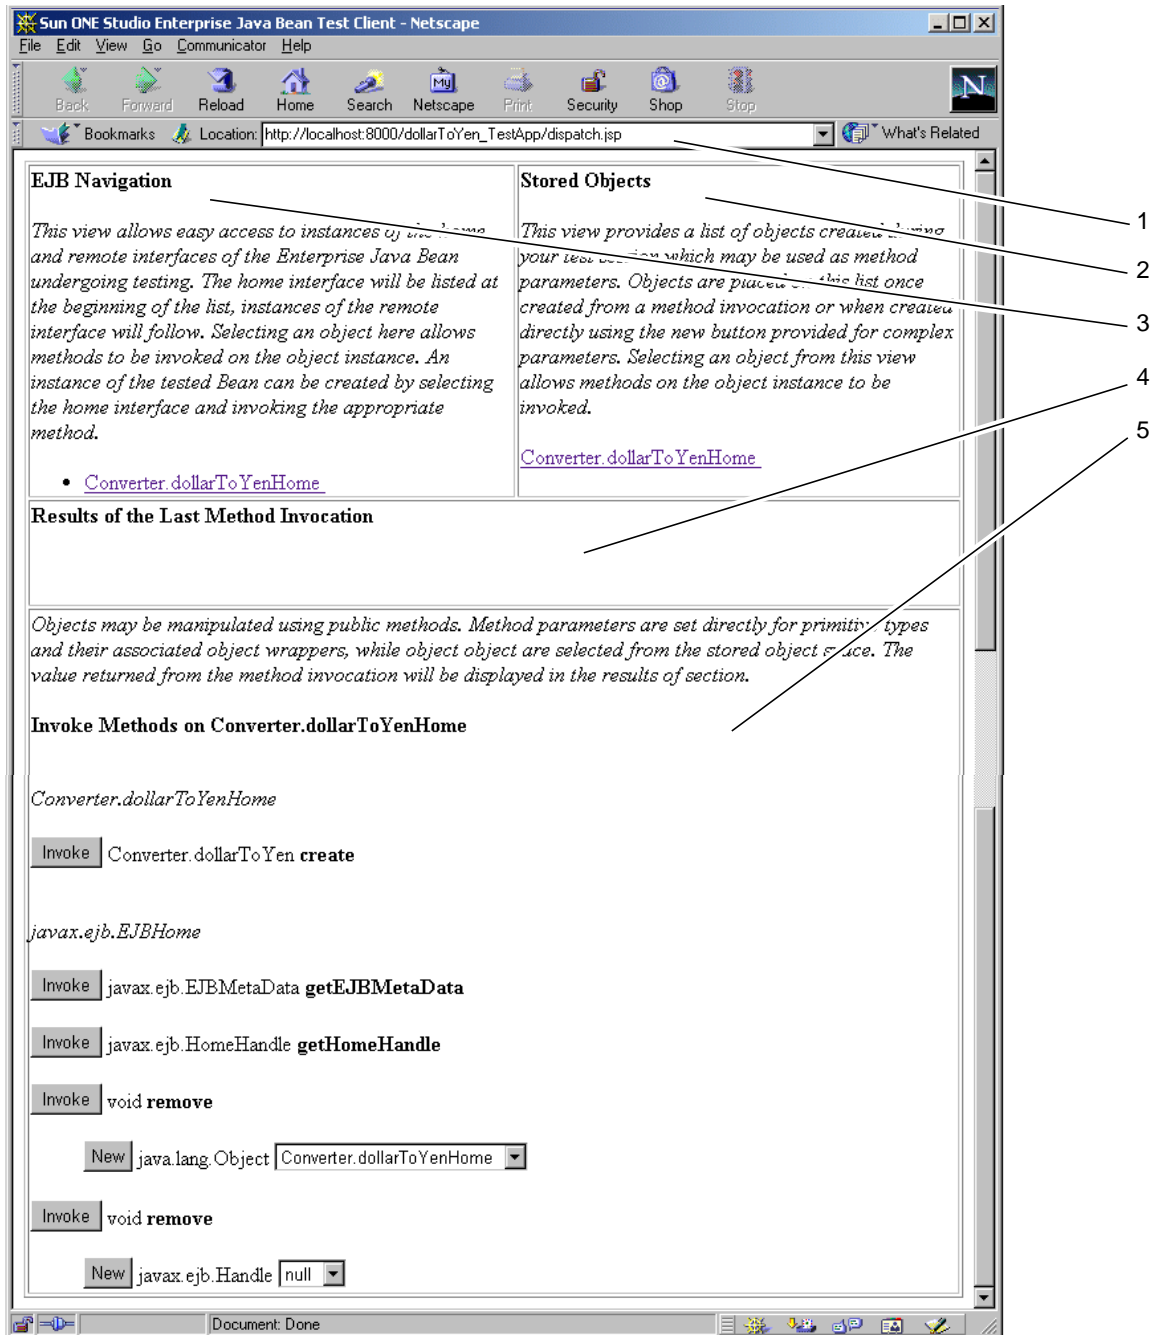 Sun ONE Studio Enterprise Java Bean Test Client - Netscape
File Edit View Go Communicator Help
Back Forward Reload Home Search Netscape Print Security Shop Stop
My
N
Bookmarks Location: http://localhost:8000/dollarToYen_TestApp/dispatch.jsp What's Related
EJB Navigation
This view allows easy access to instances of the home
and remote interfaces of the Enterprise Java Bean
undergoing testing. The home interface will be listed at
the beginning of the list, instances of the remote
interface will follow. Selecting an object here allows
methods to be invoked on the object instance. An
instance of the tested Bean can be created by selecting
the home interface and invoking the appropriate
method.
• Converter.dollarToYenHome
Stored Objects
This view provides a list of objects created during
your test session which may be used as method
parameters. Objects are placed on this list once
created from a method invocation or when created
directly using the new button provided for complex
parameters. Selecting an object from this view
allows methods on the object instance to be
invoked.
Converter.dollarToYenHome
1
2
3
4
5
Results of the Last Method Invocation
Objects may be manipulated using public methods. Method parameters are set directly for primitive types
and their associated object wrappers, while object object are selected from the stored object space. The
value returned from the method invocation will be displayed in the results of section.
Invoke Methods on Converter.dollarToYenHome
Converter.dollarToYenHome
Invoke Converter.dollarToYen create
javax.ejb.EJBHome
Invoke javax.ejb.EJBMetaData getEJBMetaData
Invoke javax.ejb.HomeHandle getHomeHandle
Invoke void remove
New java.lang.Object Converter.dollarToYenHome
Invoke void remove
New javax.ejb.Handle null
Document: Done